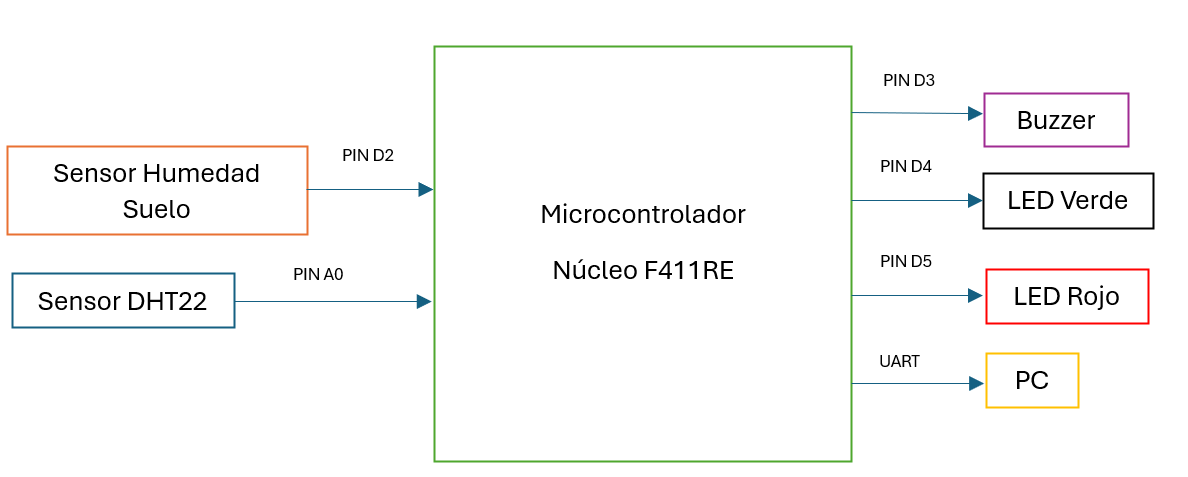 PIN D2
Sensor Humedad
Suelo
PIN A0
Sensor DHT22
Microcontrolador
Núcleo F411RE
PIN D3
Buzzer
PIN D4
LED Verde
PIN D5
LED Rojo
UART
PC